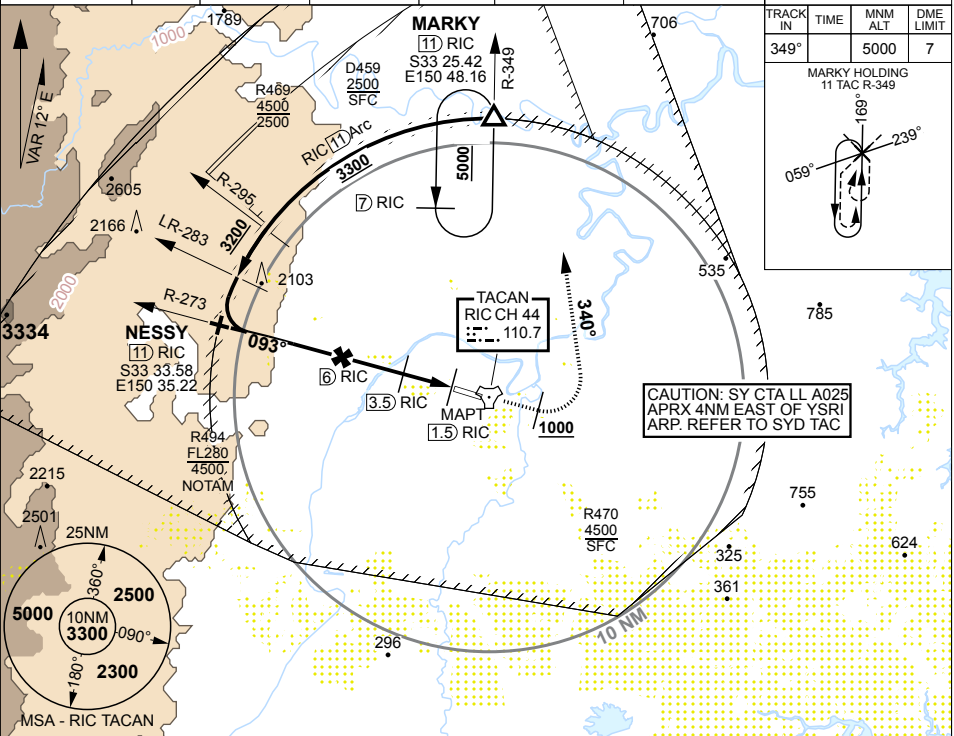 1789
1000
MARKY
11 RIC
S33 25.42
E150 48.16
R-349
706
TRACK IN
TIME
MNM ALT
DME LIMIT
349°
5000
7
MARKY HOLDING
11 TAC R-349
169°
239°
059°
VAR 12° E
R469
4500
2500
D459
2500
SFC
RIC 11 Arc
3300
5000
7 RIC
2605
R-295
2166
LR-283
3200
2103
R-273
2000
3334
NESSY
11 RIC
S33 33.58
E150 35.22
093°
TACAN
RIC CH 44
110.7
340°
535
785
6 RIC
3.5 RIC
MAPT
1.5 RIC
1000
CAUTION: SY CTA LL A025
APRX 4NM EAST OF YSRI
ARP. REFER TO SYD TAC
R494
FL280
4500
NOTAM
2215
2501
R470
4500
SFC
755
325
624
361
296
10 NM
25NM
360°
2500
5000
10NM
3300
090°
180°
2300
MSA - RIC TACAN